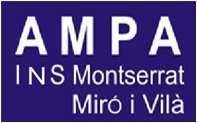 AMPA
INS Montserrat
Miró i Vilà